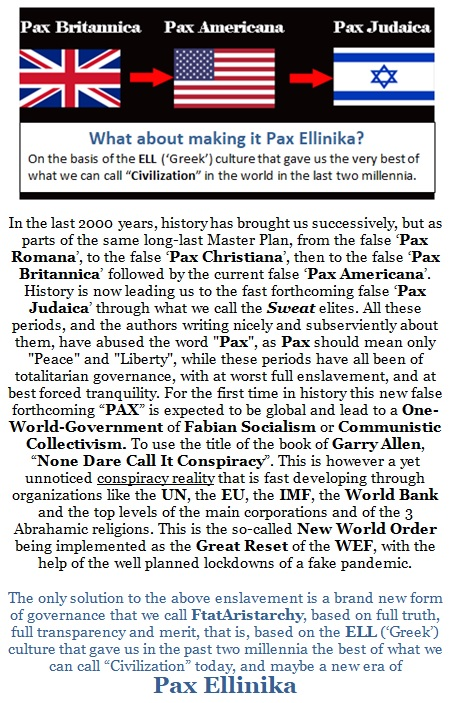 Pax Britannica Pax Americana Pax Judaica
What about making it Pax Ellinika?
On the basis of the ELL (‘Greek’) culture that gave us the very best of
what we can call “Civilization” in the world in the last two millennia.
In the last 2000 years, history has brought us successively, but as
parts of the same long-last Master Plan, from the false ‘Pax
Romana’, to the false ‘Pax Christiana’, then to the false ‘Pax
Britannica’ followed by the current false ‘Pax Americana’.
History is now leading us to the fast forthcoming false ‘Pax
Judaica’ through what we call the Sweat elites. All these
periods, and the authors writing nicely and subserviently about
them, have abused the word "Pax", as Pax should mean only
"Peace" and "Liberty", while these periods have all been of
totalitarian governance, with at worst full enslavement, and at
best forced tranquility. For the first time in history this new false
forthcoming “PAX” is expected to be global and lead to a One-
World-Government of Fabian Socialism or Communistic
Collectivism. To use the title of the book of Garry Allen,
“None Dare Call It Conspiracy”. This is however a yet
unnoticed conspiracy reality that is fast developing through
organizations like the UN, the EU, the IMF, the World Bank
and the top levels of the main corporations and of the 3
Abrahamic religions. This is the so-called New World Order
being implemented as the Great Reset of the WEF, with the
help of the well planned lockdowns of a fake pandemic.
The only solution to the above enslavement is a brand new form
of governance that we call FtatAristarchy, based on full truth,
full transparency and merit, that is, based on the ELL (‘Greek’)
culture that gave us in the past two millennia the best of what we
can call “Civilization” today, and maybe a new era of
Pax Ellinika